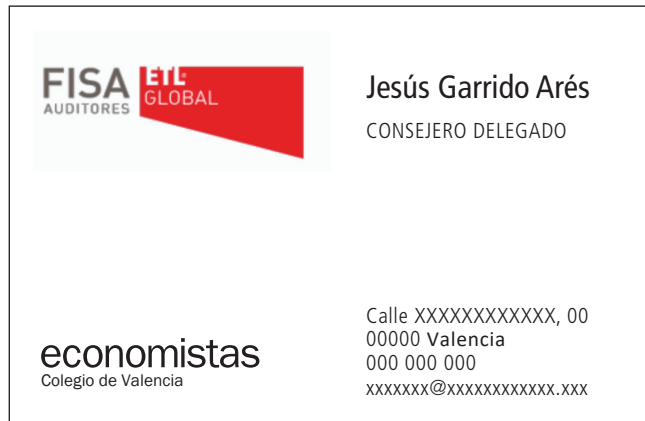 FISA
AUDITORES
ETL
GLOBAL
Jesús Garrido Arés
CONSEJERO DELEGADO
economistas
Colegio de Valencia
Calle XXXXXXXXXXXX, 00
00000 Valencia
000 000 000
xxxxxxx@xxxxxxxxxxxx.xxx